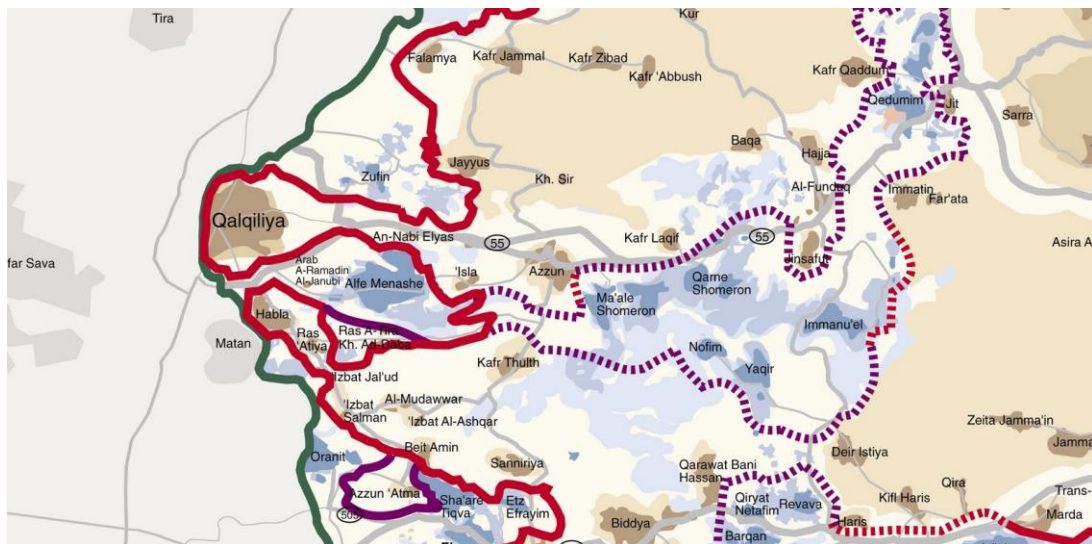 Tira
Kur
Falamya
Kafr Jammal
Kafr Zibad
Kafr 'Abbush
Kafr Qaddum
Qedumim
Jit
Sarra
Baqa
Hajja
Jayyus
Zufin
Kh. Sir
Al-Funduq
Immatin
Far'ata
Qalqiliya
An-Nabi Elyas
55
Kafr Laqif
55
Jinsafut
Asira A
far Sava
Arab
A-Ramadin
Al-Janubi
Alfe Menashe
'Isla
Azzun
Ma'ale
Shomeron
Qarne
Shomeron
Immanu'el
Habla
Matan
Ras
'Atiya
Ras A-Tira
Kh. Ad-Daba
Kafr Thulth
Nofim
Yaqir
'Izbat Jal'ud
'Izbat
Salman
Al-Mudawwar
'Izbat Al-Ashqar
Zeita Jamma'in
Jamma
Oranit
Beit Amin
Sanniriya
Deir Istiya
Qarawat Bani
Hassan
Azzun 'Atma
505
Sha'are
Tiqva
Etz
Efrayim
Biddya
Qiryat
Netafim
Revava
Barqan
Haris
Kifl Haris
Qira
Trans-
Marda